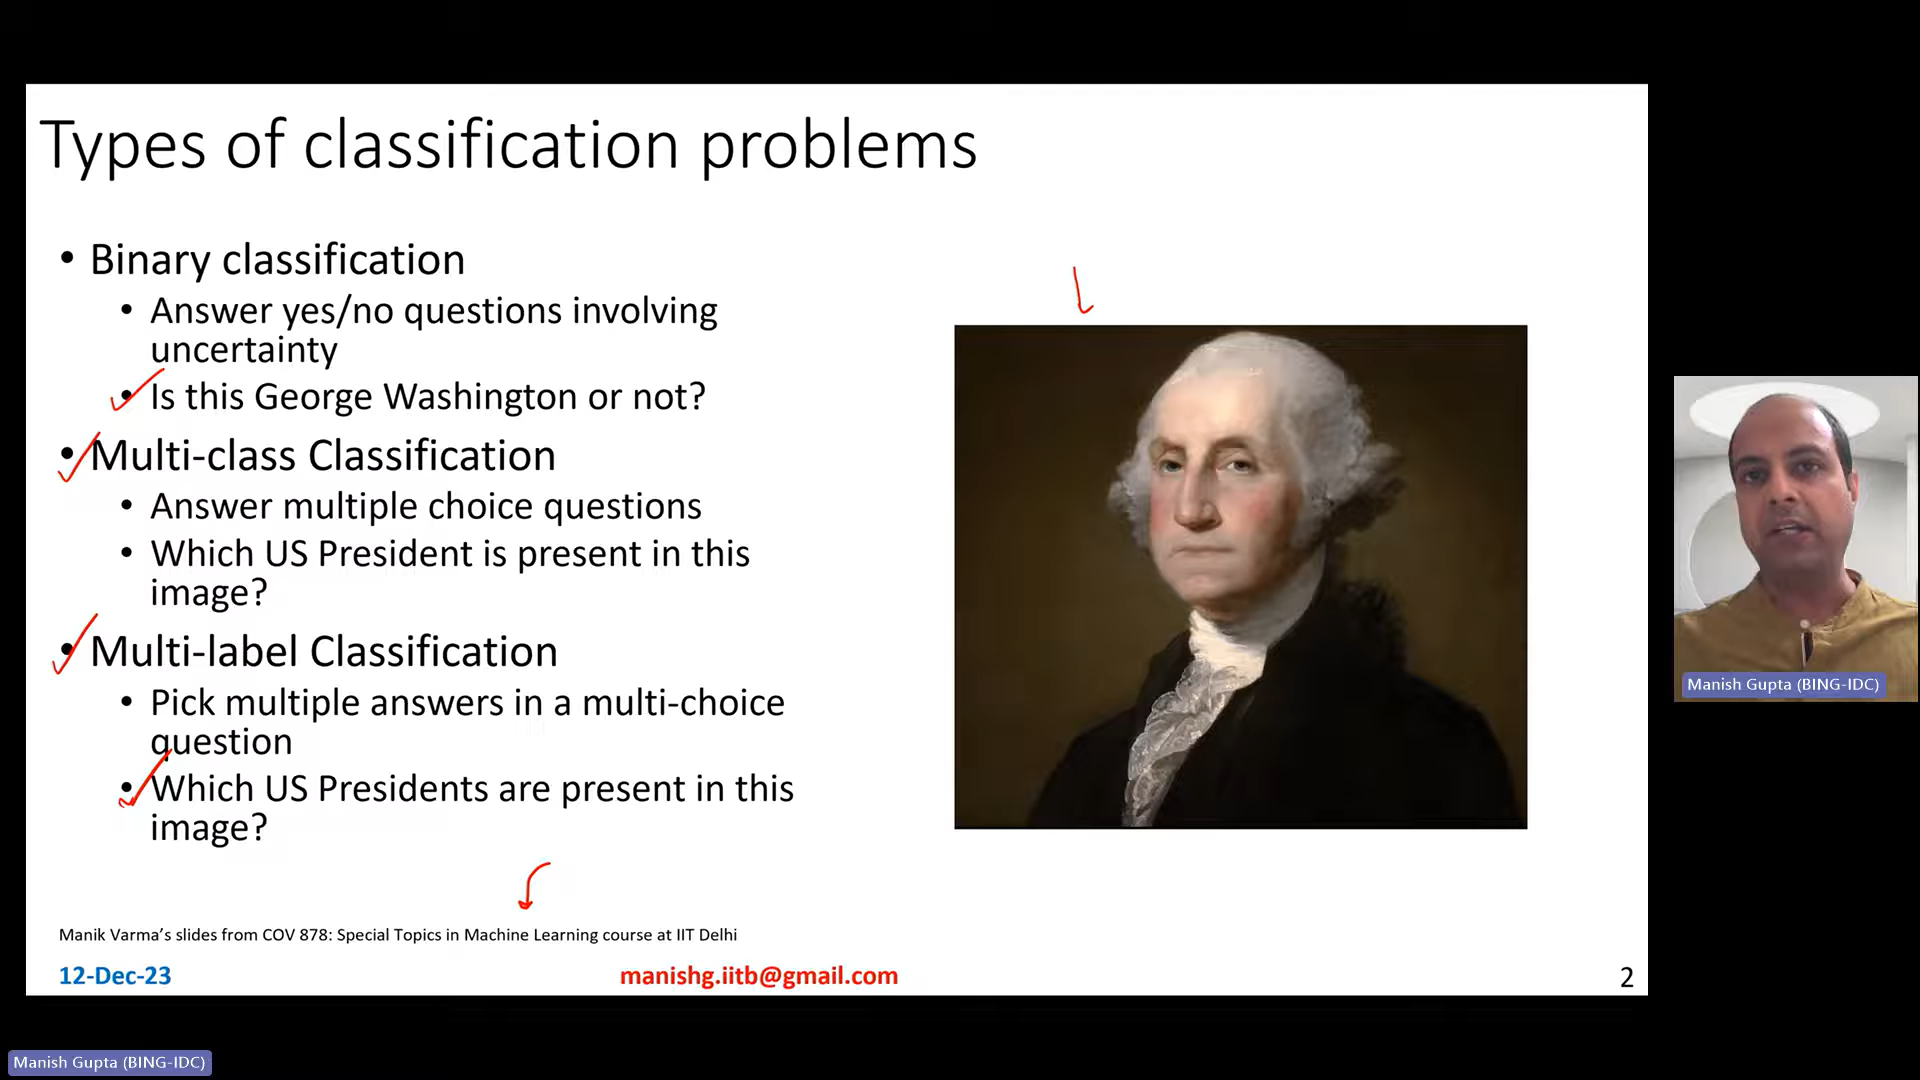 Types of classification problems
• Binary classification
• Answer yes/no questions involving
uncertainty
• Is this George Washington or not?
• Multi-class Classification
• Answer multiple choice questions
• Which US President is present in this
image?
• Multi-label Classification
• Pick multiple answers in a multi-choice
question
• Which US Presidents are present in this
image?
Manik Varma's slides from COV 878: Special Topics in Machine Learning course at IIT Delhi
12-Dec-23
manishg.iitb@gmail.com
2
Manish Gupta (BING-IDC)
Manish Gupta (BING-IDC)